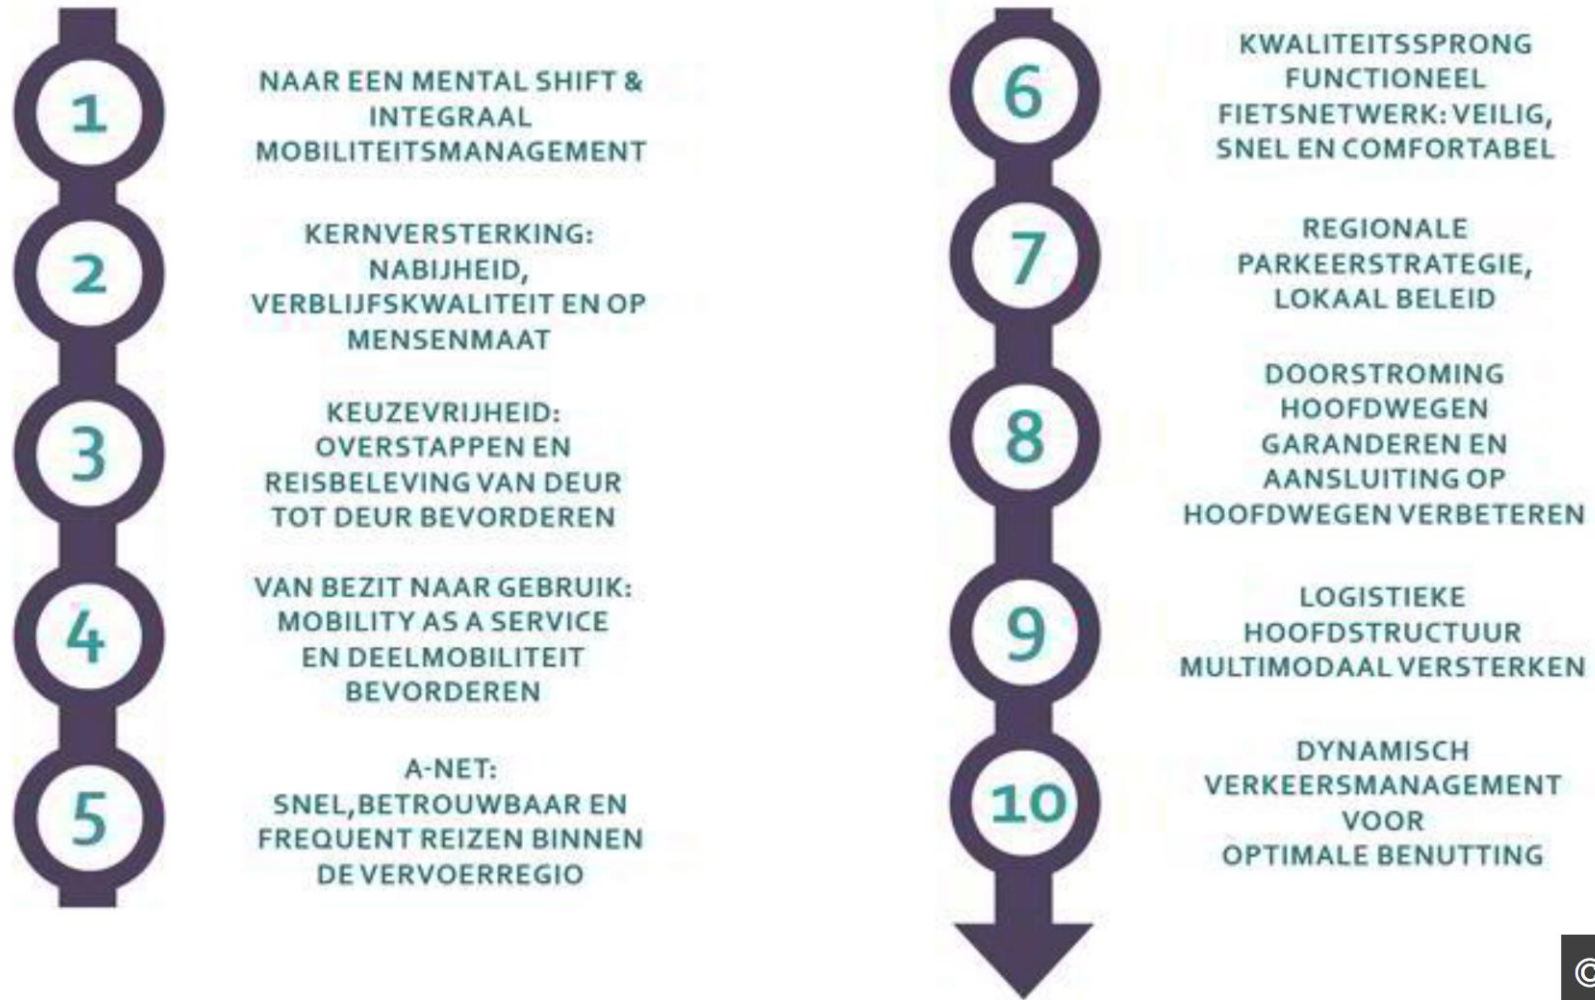 1
NAAR EEN MENTAL SHIFT &
INTEGRAAL
MOBILITEITSMANAGEMENT
2
KERNVERSTERKING:
NABIJHEID,
VERBLIJFSKWALITEIT EN OP
MENSENMAAT
3
KEUZEVRIJHEID:
OVERSTAPPEN EN
REISBELEVING VAN DEUR
TOT DEUR BEVORDEREN
4
VAN BEZIT NAAR GEBRUIK:
MOBILITY AS A SERVICE
EN DEELMOBILITEIT
BEVORDEREN
5
A-NET:
SNEL, BETROUWBAAR EN
FREQUENT REIZEN BINNEN
DE VERVOERREGIO
6
KWALITEITSSPRONG
FUNCTIONEEL
FIETSNETWERK: VEILIG,
SNEL EN COMFORTABEL
7
REGIONALE
PARKEERSTRATEGIE,
LOKAAL BELEID
8
DOORSTROMING
HOOFDWEGEN
GARANDEREN EN
AANSLUITING OP
HOOFDWEGEN VERBETEREN
9
LOGISTIEKE
HOOFDSTRUCTUUR
MULTIMODAAL VERSTERKEN
10
DYNAMISCH
VERKEERSMANAGEMENT
VOOR
OPTIMALE BENUTTING
©